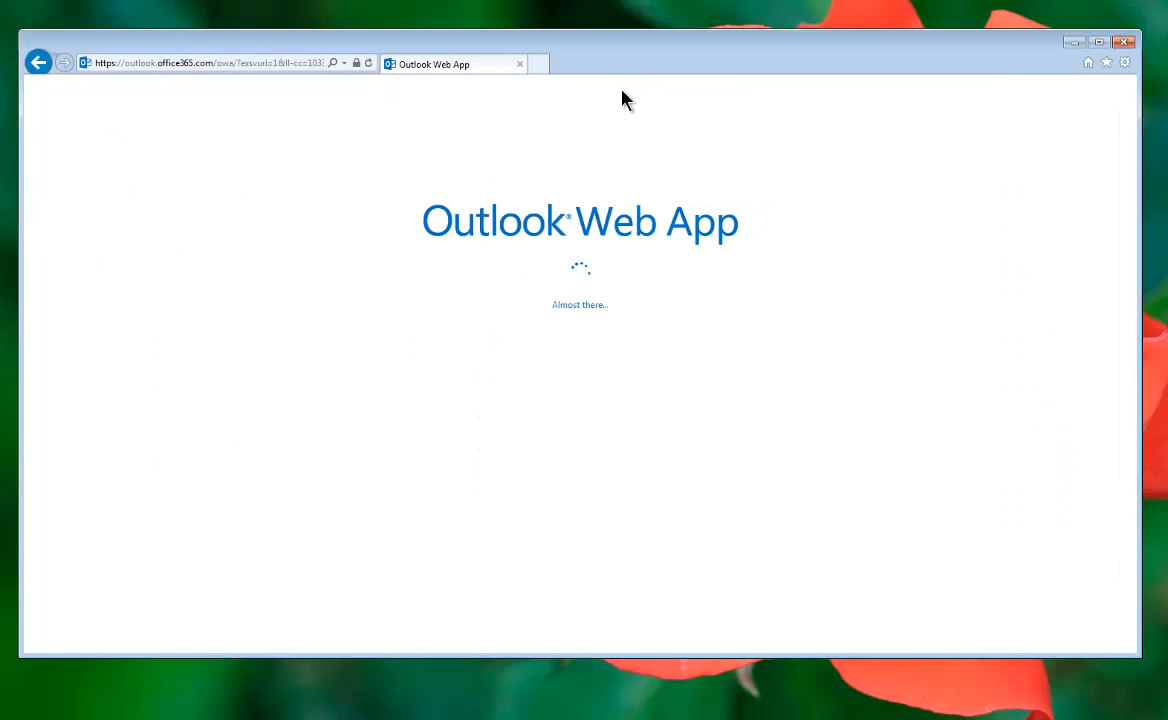 https://outlook.office365.com/owa/?exsvurl=1&ll-cc=103
Outlook Web App
Outlook® Web App
Almost there...